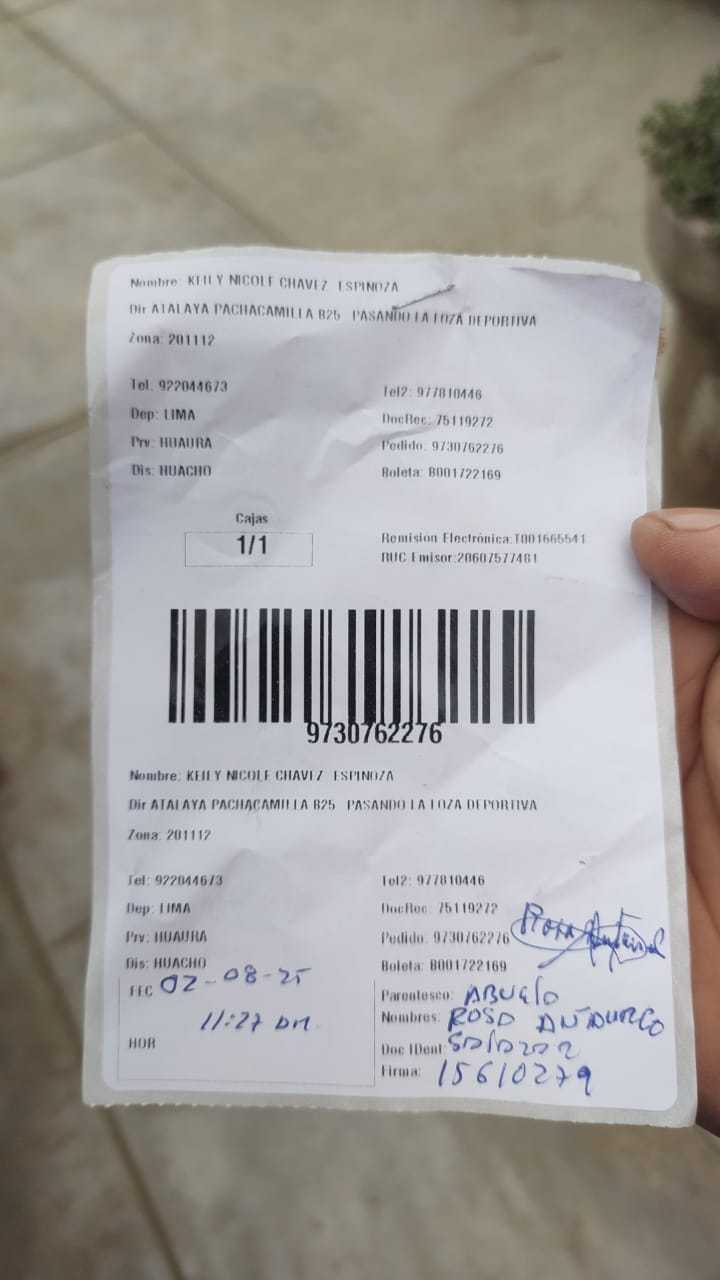 Nombre: KEILY NICOLE CHAVEZ ESPINOZA
Dir ATALAYA PACHACAMILLA 825 PASANDO LA LOZA DEPORTIVA
Zona: 201112
Tel. 922044673 Tel2: 977810446
Dep: LIMA DocRec: 75119272
Prv: HUAURA Pedido: 9730762276
Dis: HUACHO Boleta: B001722169
Cajas
1/1
Remision Electrónica:T001665541
RUC Emisor:20607577481
9730762276
Nombre: KEILY NICOLE CHAVEZ ESPINOZA
Dir ATALAYA PACHACAMILLA 825 PASANDO LA LOZA DEPORTIVA
Zona: 201112
Tel: 922044673 Tel2: 977810446
Dep: LIMA DocRec: 75119272
Prv: HUAURA Pedido: 9730762276
Dis: HUACHO Boleta: B001722169
FEC 02-08-25 Parentesco: ABUELO
11:27 Nombres: ROSA
HOR Doc IDent:
Firma: 15610279